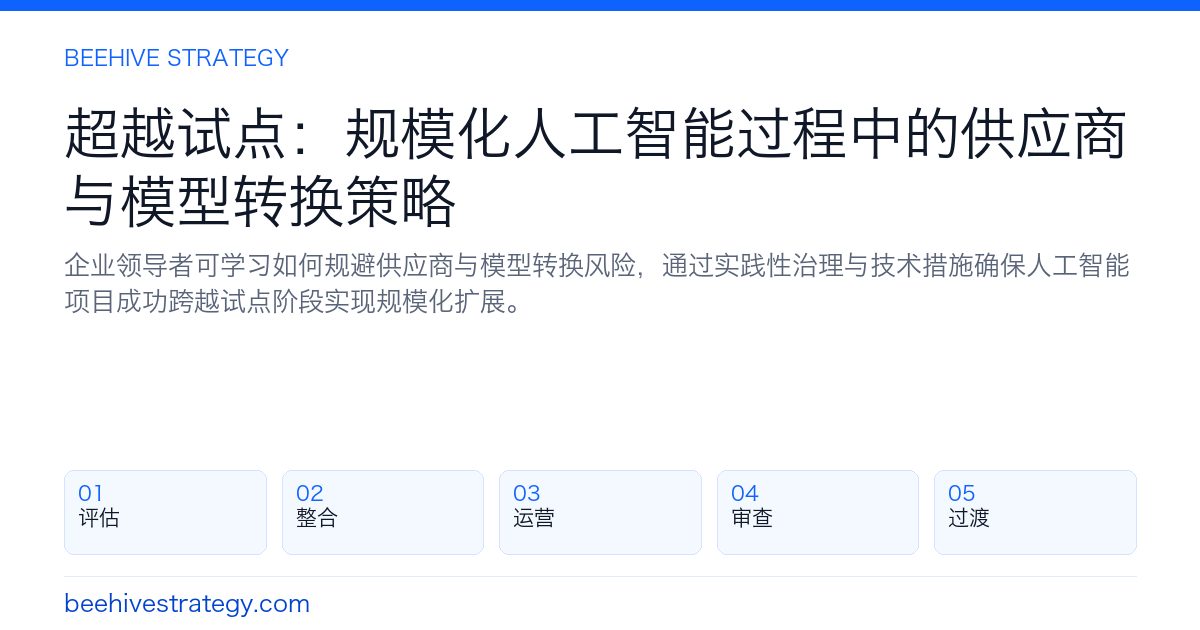 BEEHIVE STRATEGY
超越试点：规模化人工智能过程中的供应商
与模型转换策略
企业领导者可学习如何规避供应商与模型转换风险，通过实践性治理与技术措施确保人工智能
项目成功跨越试点阶段实现规模化扩展。
01
评估
02
整合
03
运营
04
审查
05
过渡
beehivestrategy.com